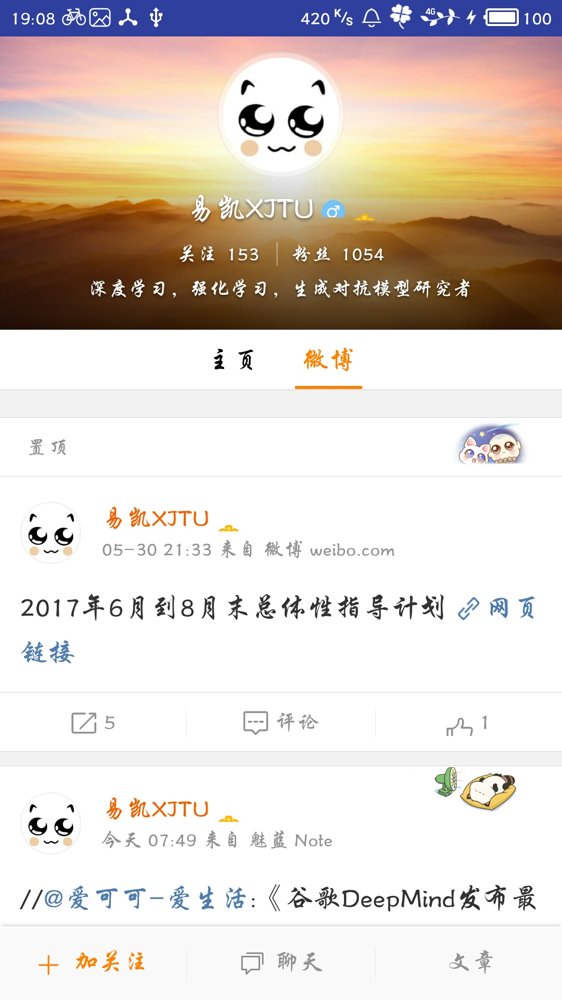 19:08 420 K/s 4G 100
易凯XJTU
关注 153 粉丝 1054
深度学习，强化学习，生成对抗模型研究者
主页 微博
置顶
易凯XJTU
05-30 21:33 来自 微博 weibo.com
2017年6月到8月末总体性指导计划 网页
链接
5 评论 1
易凯XJTU
今天 07:49 来自 魅蓝 Note
//@爱可可-爱生活:《谷歌DeepMind发布最
加关注 聊天 文章